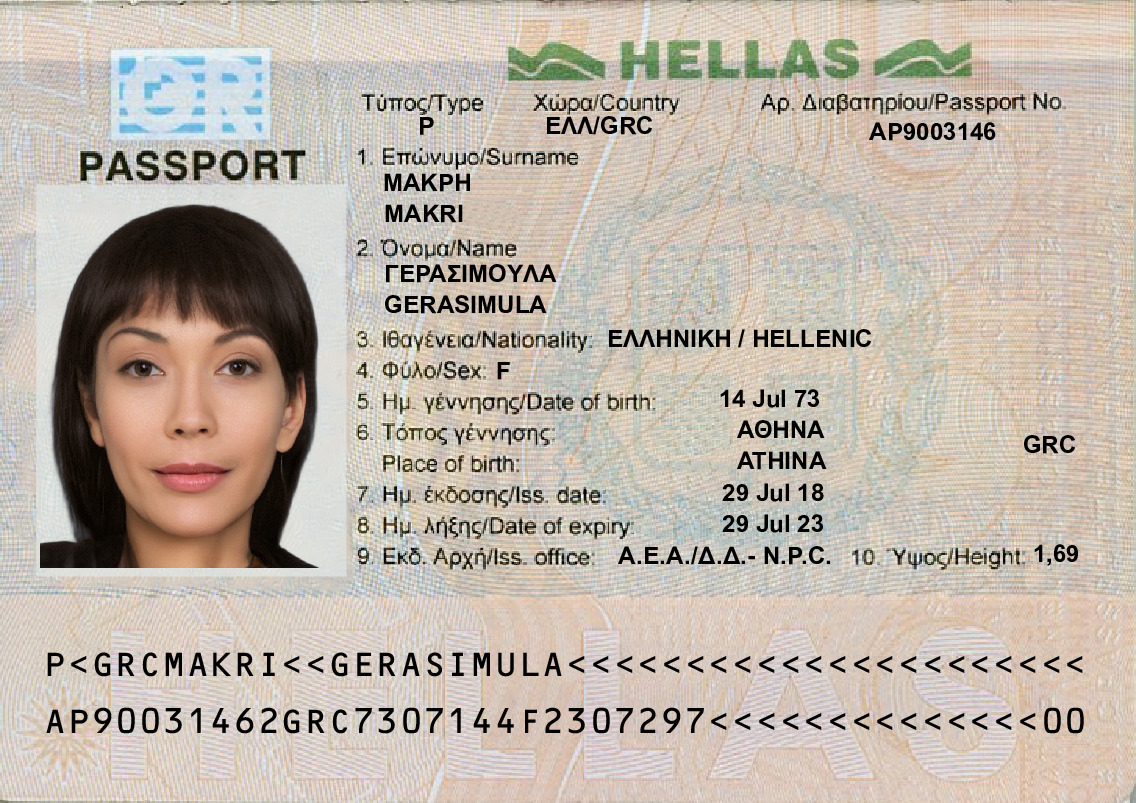 GR
HELLAS
PASSPORT
Τύπος/Type Χώρα/Country Αρ. Διαβατηρίου/Passport No.
P ΕΛΛ/GRC AP9003146
1. Επώνυμο/Surname
ΜΑΚΡΗ
MAKRI
2. Όνομα/Name
ΓΕΡΑΣΙΜΟΥΛΑ
GERASIMULA
3. Ιθαγένεια/Nationality: ΕΛΛΗΝΙΚΗ / HELLENIC
4. Φύλο/Sex: F
5. Ημ. γέννησης/Date of birth: 14 Jul 73
6. Τόπος γέννησης: ΑΘΗΝΑ
Place of birth: ATHINA GRC
7. Ημ. έκδοσης/Iss. date: 29 Jul 18
8. Ημ. λήξης/Date of expiry: 29 Jul 23
9. Εκδ. Αρχή/Iss. office: Α.Ε.Α./Δ.Δ.- N.P.C. 10. Ύψος/Height: 1,69
HELLAS
P<GRCMAKRI<<GERASIMULA<<<<<<<<<<<<<<<<<<<<<<
AP90031462GRC7307144F2307297<<<<<<<<<<<<<<00